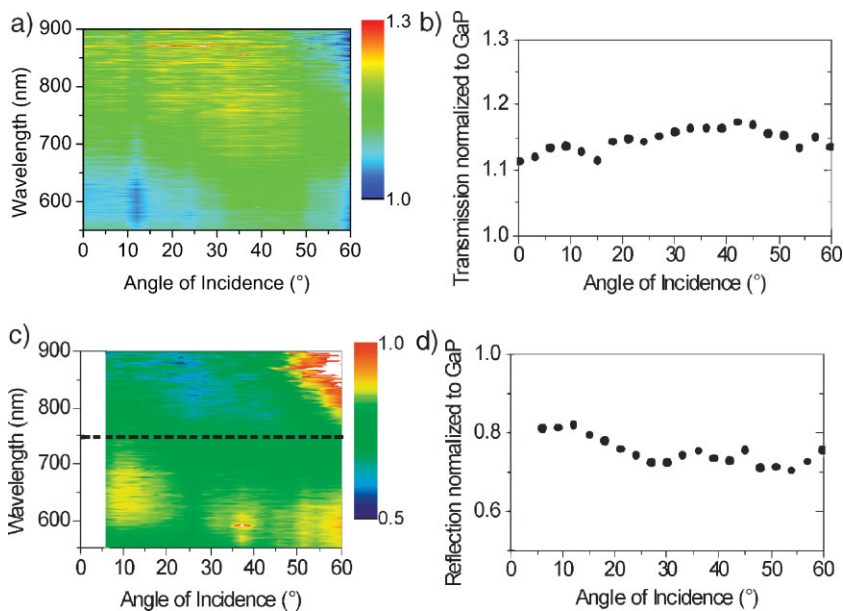 a)
1.3
900
800
700
600
Wavelength (nm)
1.0
0 10 20 30 40 50 60
Angle of Incidence (°)
b)
1.3
1.2
1.1
1.0
Transmission normalized to GaP
0 10 20 30 40 50 60
Angle of Incidence (°)
c)
1.0
900
800
700
600
Wavelength (nm)
0.5
0 10 20 30 40 50 60
Angle of Incidence (°)
d)
1.0
0.8
0.6
Reflection normalized to GaP
0 10 20 30 40 50 60
Angle of Incidence (°)